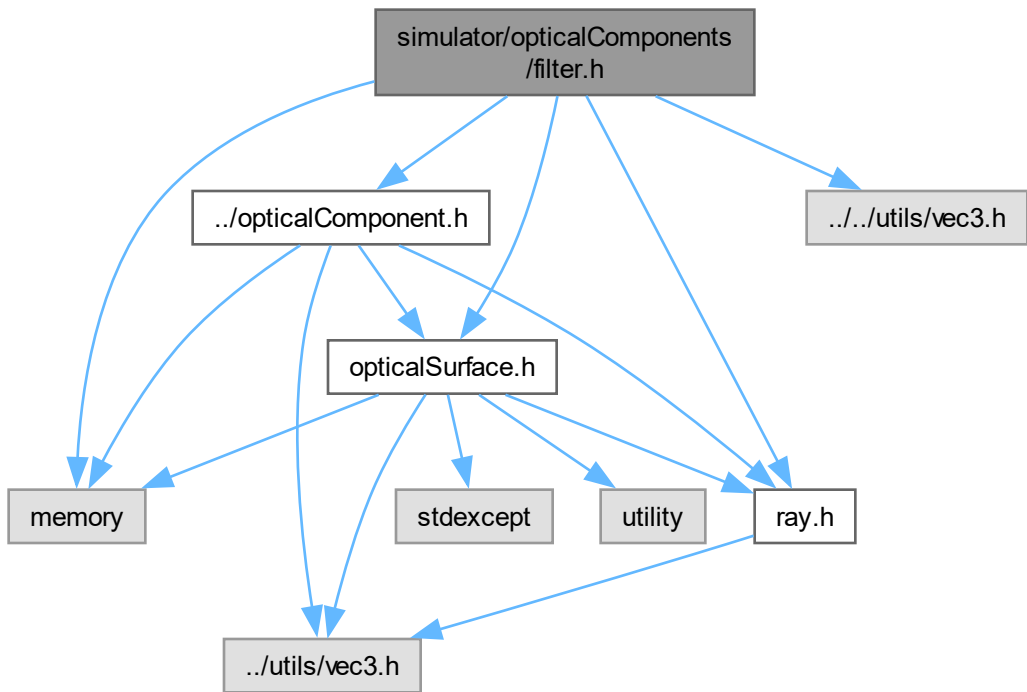 simulator/opticalComponents
/filter.h
../opticalComponent.h
../../utils/vec3.h
opticalSurface.h
memory
stdexcept
utility
ray.h
../utils/vec3.h